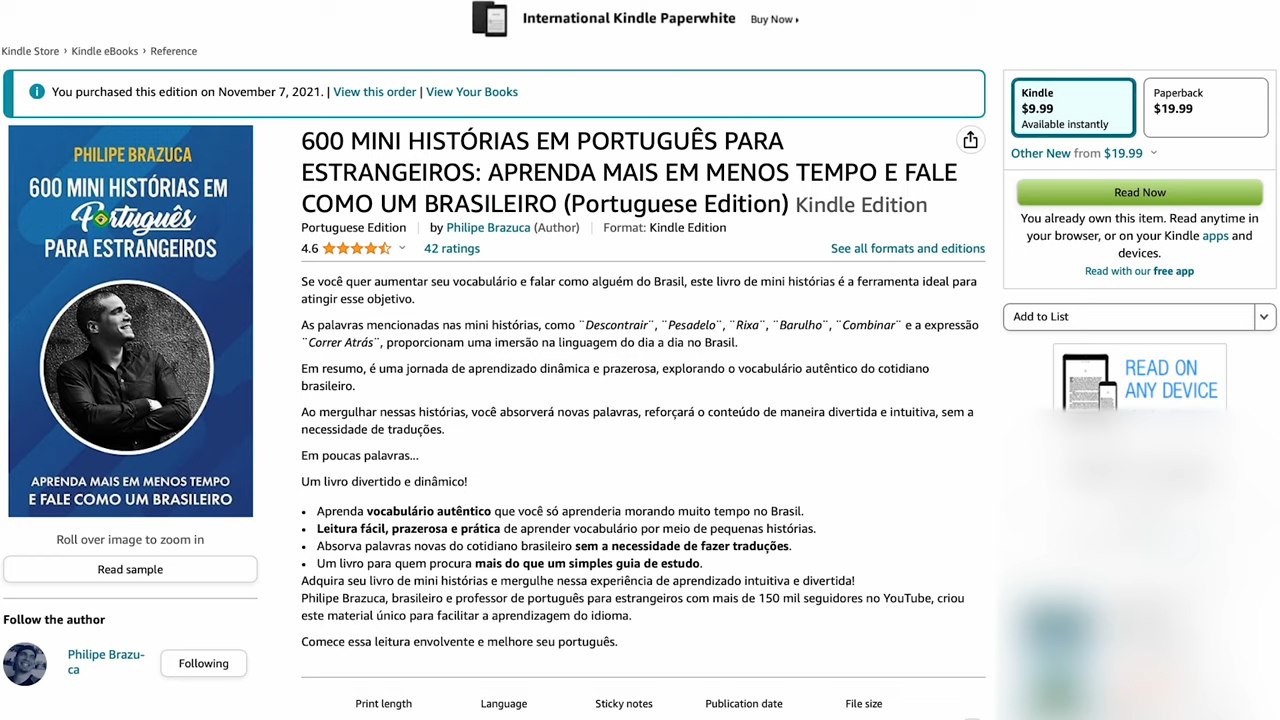 International Kindle Paperwhite Buy Now ›
Kindle Store › Kindle eBooks › Reference
You purchased this edition on November 7, 2021. | View this order | View Your Books
PHILIPE BRAZUCA
600 MINI HISTÓRIAS EM
Português
PARA ESTRANGEIROS
APRENDA MAIS EM MENOS TEMPO
E FALE COMO UM BRASILEIRO
Roll over image to zoom in
Read sample
Follow the author
Philipe Brazu-
ca
Following
600 MINI HISTÓRIAS EM PORTUGUÊS PARA
ESTRANGEIROS: APRENDA MAIS EM MENOS TEMPO E FALE
COMO UM BRASILEIRO (Portuguese Edition) Kindle Edition
Portuguese Edition | by Philipe Brazuca (Author) | Format: Kindle Edition
4.6 42 ratings See all formats and editions
Se você quer aumentar seu vocabulário e falar como alguém do Brasil, este livro de mini histórias é a ferramenta ideal para
atingir esse objetivo.
As palavras mencionadas nas mini histórias, como ¨Descontrair¨, ¨Pesadelo¨, ¨Rixa¨, ¨Barulho¨, ¨Combinar¨ e a expressão
¨Correr Atrás¨, proporcionam uma imersão na linguagem do dia a dia no Brasil.
Em resumo, é uma jornada de aprendizado dinâmica e prazerosa, explorando o vocabulário autêntico do cotidiano
brasileiro.
Ao mergulhar nessas histórias, você absorverá novas palavras, reforçará o conteúdo de maneira divertida e intuitiva, sem a
necessidade de traduções.
Em poucas palavras...
Um livro divertido e dinâmico!
• Aprenda vocabulário autêntico que você só aprenderia morando muito tempo no Brasil.
• Leitura fácil, prazerosa e prática de aprender vocabulário por meio de pequenas histórias.
• Absorva palavras novas do cotidiano brasileiro sem a necessidade de fazer traduções.
• Um livro para quem procura mais do que um simples guia de estudo.
Adquira seu livro de mini histórias e mergulhe nessa experiência de aprendizado intuitiva e divertida!
Philipe Brazuca, brasileiro e professor de português para estrangeiros com mais de 150 mil seguidores no YouTube, criou
este material único para facilitar a aprendizagem do idioma.
Comece essa leitura envolvente e melhore seu português.
Print length Language Sticky notes Publication date File size
Kindle
$9.99
Available instantly
Paperback
$19.99
Other New from $19.99
Read Now
You already own this item. Read anytime in
your browser, or on your Kindle apps and
devices.
Read with our free app
Add to List
READ ON
ANY DEVICE